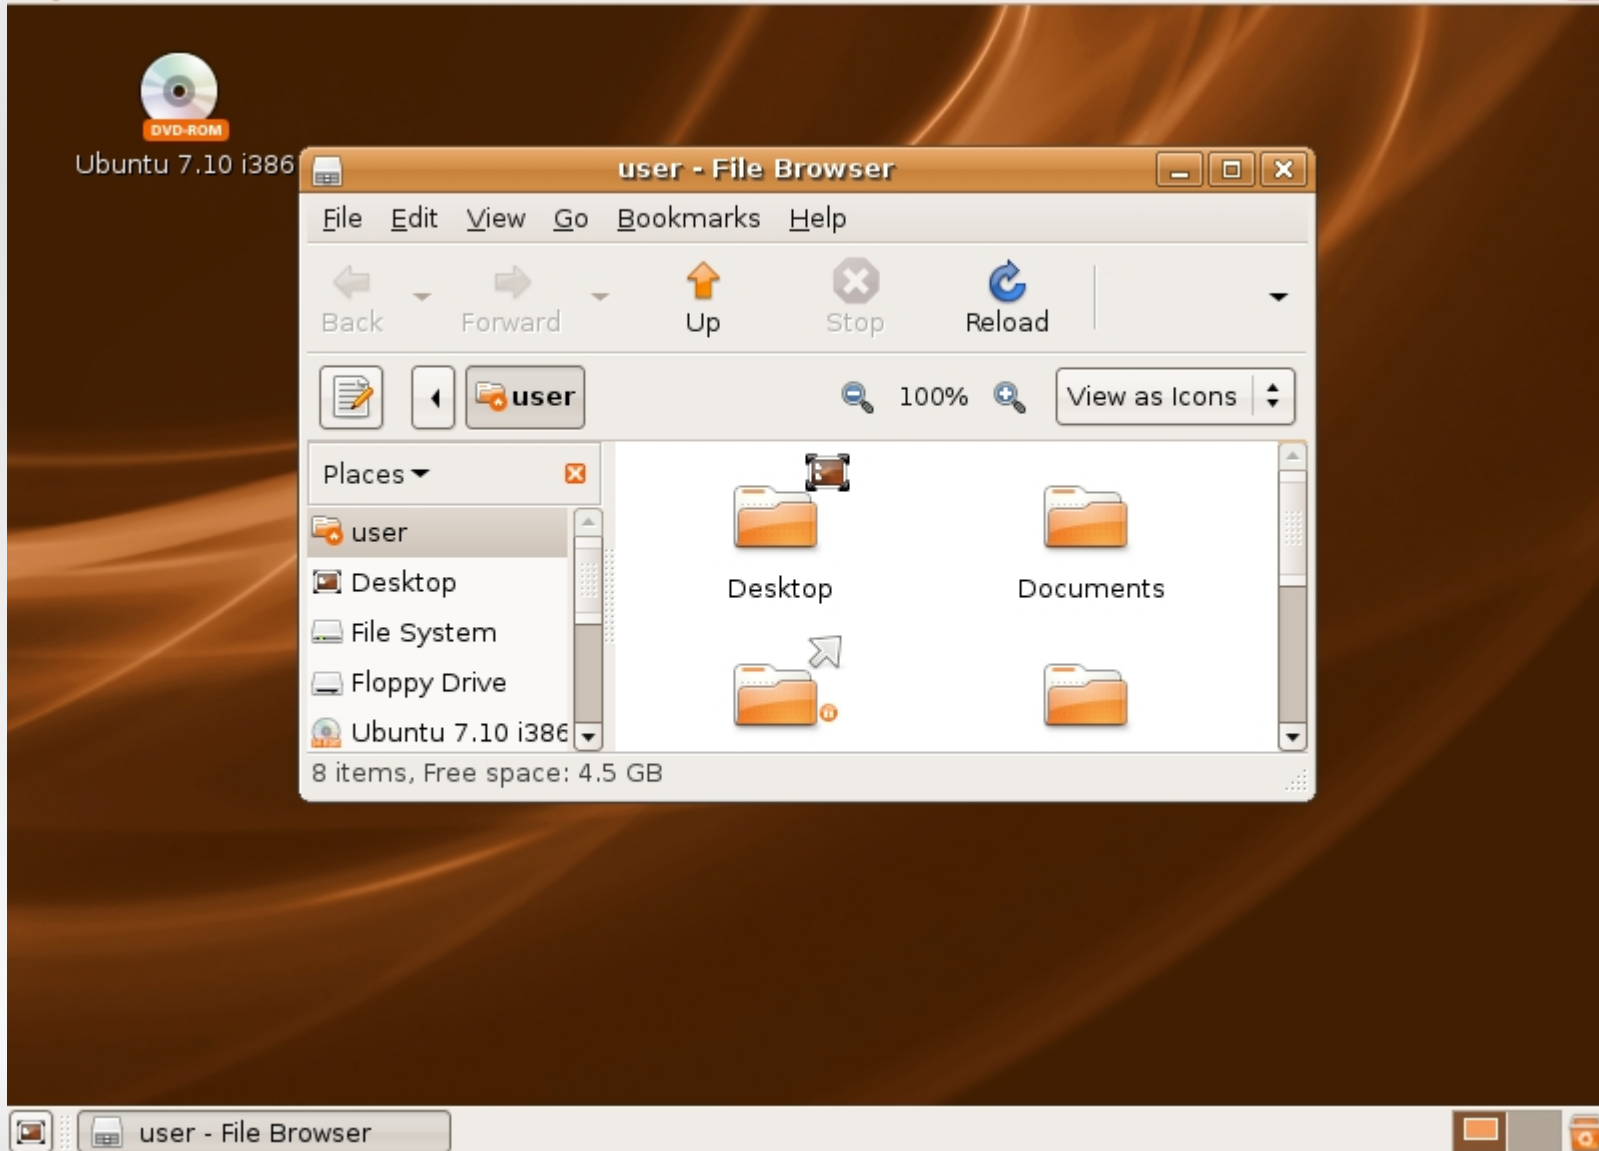 DVD-ROM
Ubuntu 7.10 i386
user - File Browser
File Edit View Go Bookmarks Help
Back Forward Up Stop Reload
user 100% View as Icons
Places
user
Desktop
File System
Floppy Drive
Ubuntu 7.10 i386
Desktop Documents
8 items, Free space: 4.5 GB
user - File Browser